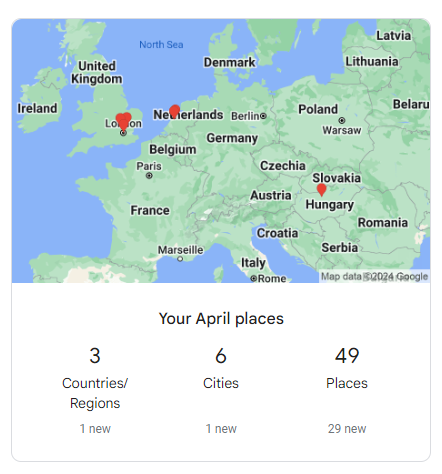 North Sea
Latvia
United
Kingdom
Denmark
Lithuania
Ireland
London
Netherlands
Berlin
Poland
Belaru
Warsaw
Germany
Belgium
Paris
Czechia
Slovakia
Austria
Hungary
France
Croatia
Romania
Marseille
Serbia
Italy
Rome
Map data ©2024 Google
Your April places
3 6 49
Countries/ Cities Places
Regions
1 new 1 new 29 new